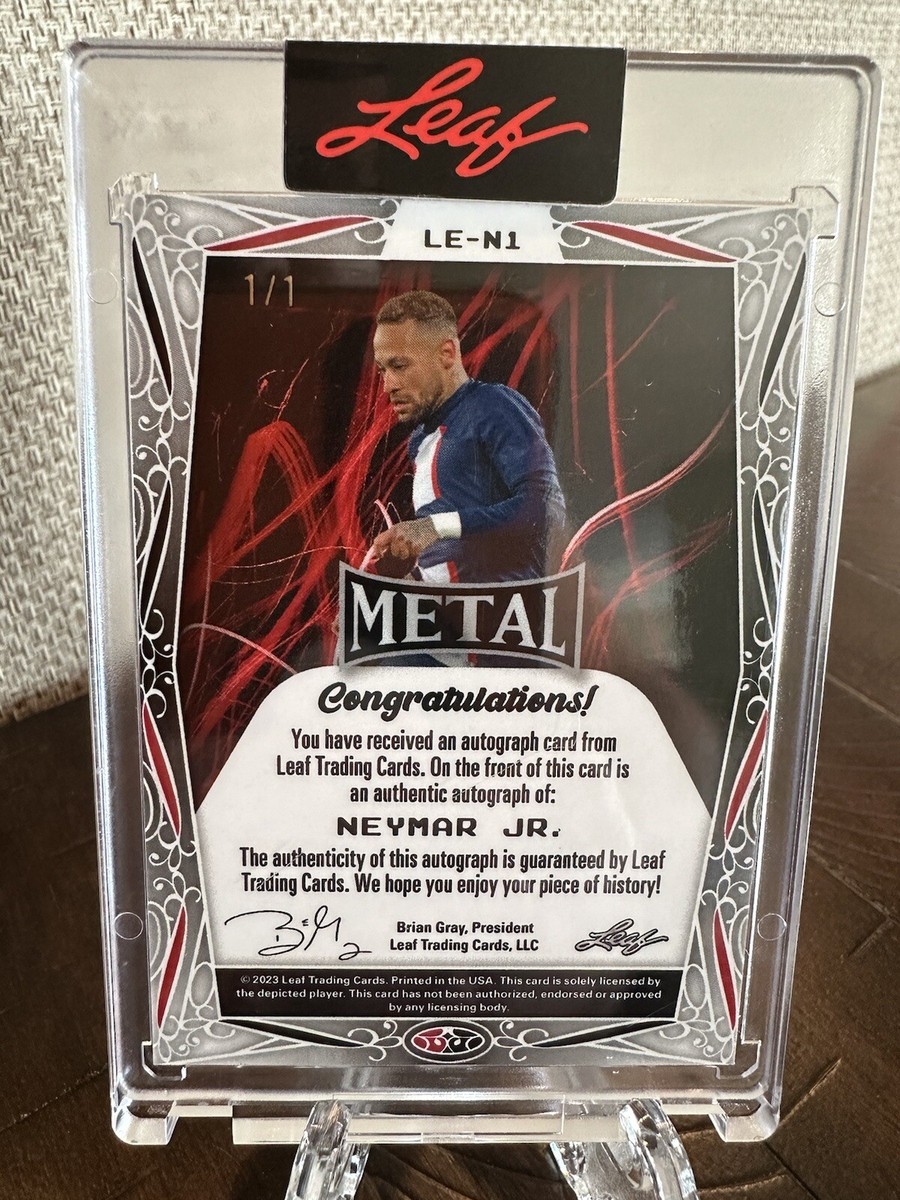 Leaf
LE-N1
1/1
METAL
Congratulations!
You have received an autograph card from
Leaf Trading Cards. On the front of this card is
an authentic autograph of:
NEYMAR JR.
The authenticity of this autograph is guaranteed by Leaf
Trading Cards. We hope you enjoy your piece of history!
Brian Gray, President
Leaf Trading Cards, LLC
Leaf
© 2023 Leaf Trading Cards. Printed in the USA. This card is solely licensed by
the depicted player. This card has not been authorized, endorsed or approved
by any licensing body.